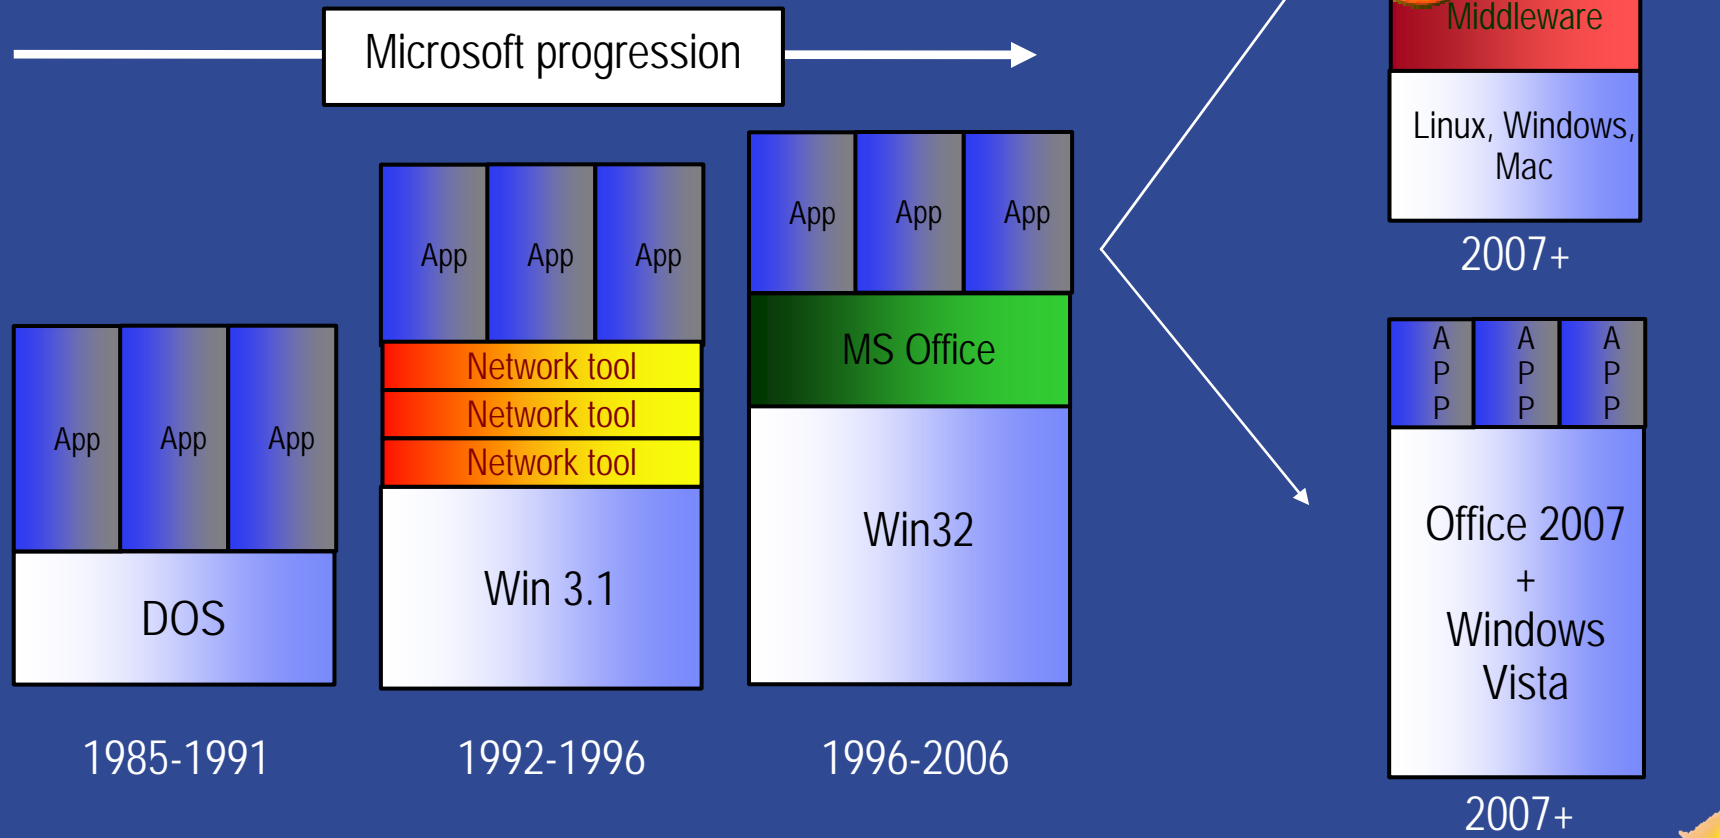 Microsoft progression
Middleware
Linux, Windows,
Mac
2007+
App App App
MS Office
Win32
1996-2006
App App App
Network tool
Network tool
Network tool
Win 3.1
1992-1996
App App App
DOS
1985-1991
A A A
P P P
P P P
Office 2007
+
Windows
Vista
2007+